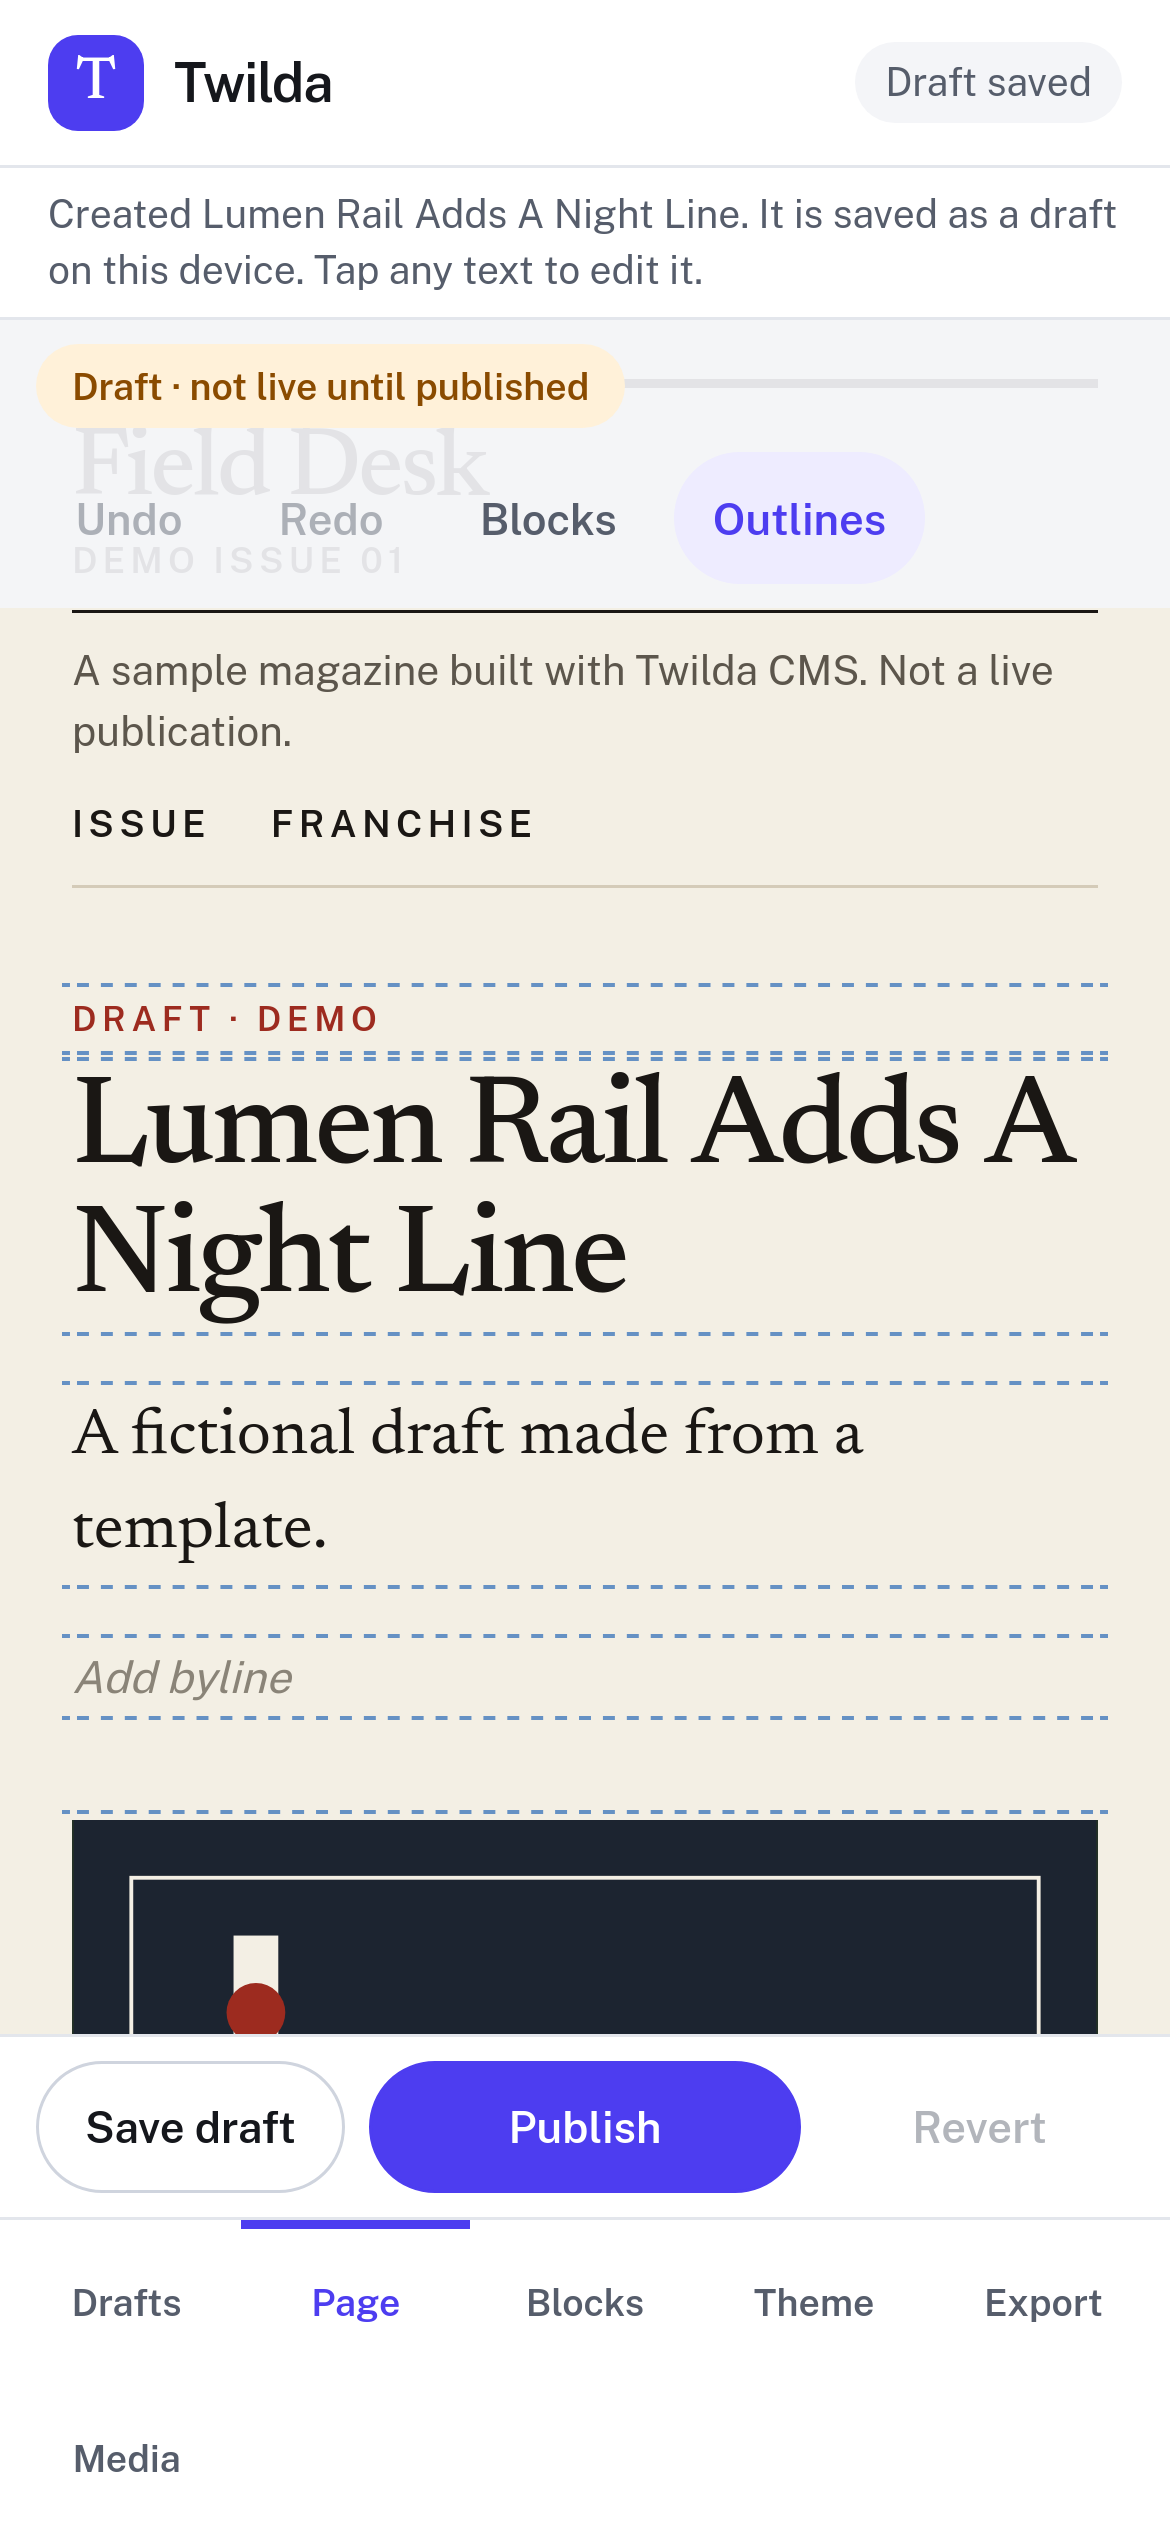 T Twilda
Draft saved
Created Lumen Rail Adds A Night Line. It is saved as a draft
on this device. Tap any text to edit it.
Draft · not live until published
Field Desk
Undo Redo Blocks Outlines
DEMO ISSUE 01
A sample magazine built with Twilda CMS. Not a live
publication.
ISSUE FRANCHISE
DRAFT · DEMO
Lumen Rail Adds A
Night Line
A fictional draft made from a
template.
Add byline
Save draft Publish Revert
Drafts Page Blocks Theme Export
Media